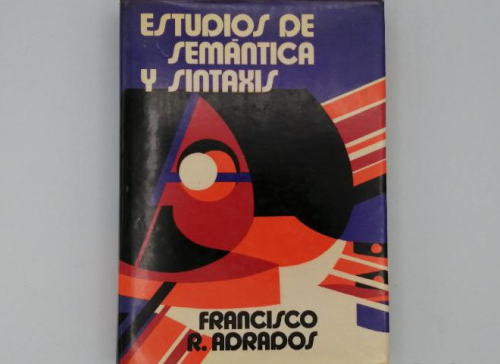 ESTUDIOS DE
SEMÁNTICA
Y SINTAXIS
FRANCISCO
R. ADRADOS